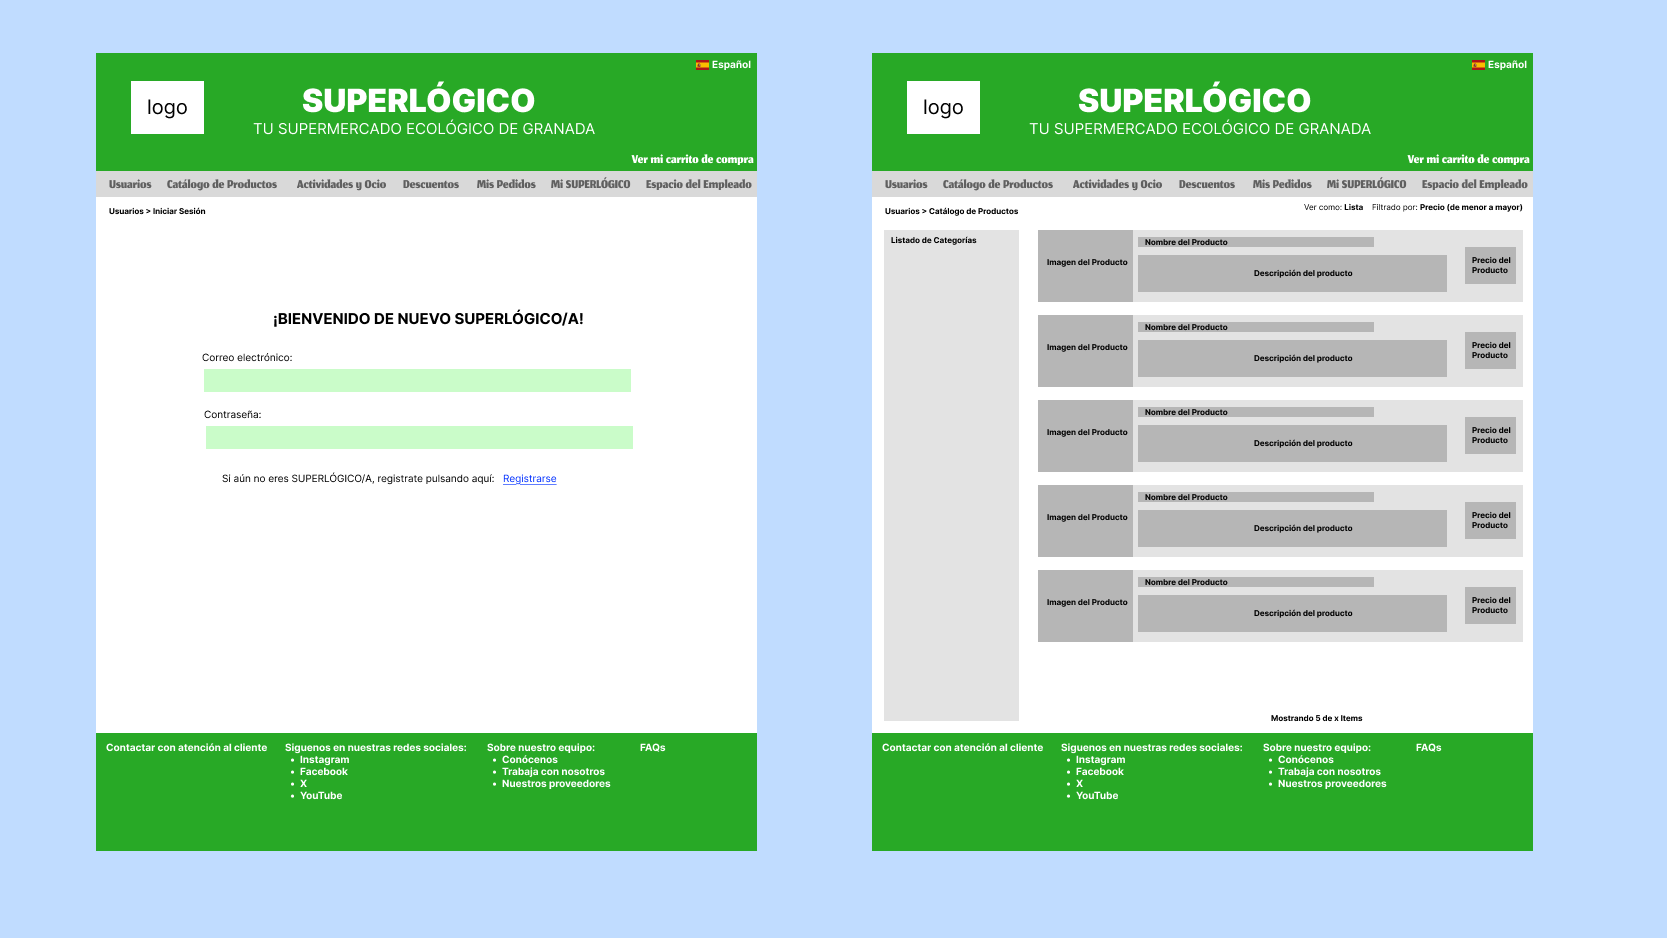 Español
logo
SUPERLÓGICO
TU SUPERMERCADO ECOLÓGICO DE GRANADA
Ver mi carrito de compra
Usuarios Catálogo de Productos Actividades y Ocio Descuentos Mis Pedidos Mi SUPERLÓGICO Espacio del Empleado
Usuarios > Iniciar Sesión
¡BIENVENIDO DE NUEVO SUPERLÓGICO/A!
Correo electrónico:
Contraseña:
Si aún no eres SUPERLÓGICO/A, registrate pulsando aquí: Registrarse
Contactar con atención al cliente
Siguenos en nuestras redes sociales:
• Instagram
• Facebook
• X
• YouTube
Sobre nuestro equipo:
• Conócenos
• Trabaja con nosotros
• Nuestros proveedores
FAQs
Español
logo
SUPERLÓGICO
TU SUPERMERCADO ECOLÓGICO DE GRANADA
Ver mi carrito de compra
Usuarios Catálogo de Productos Actividades y Ocio Descuentos Mis Pedidos Mi SUPERLÓGICO Espacio del Empleado
Usuarios > Catálogo de Productos
Ver como: Lista Filtrado por: Precio (de menor a mayor)
Listado de Categorías
Imagen del Producto
Nombre del Producto
Descripción del producto
Precio del
Producto
Imagen del Producto
Nombre del Producto
Descripción del producto
Precio del
Producto
Imagen del Producto
Nombre del Producto
Descripción del producto
Precio del
Producto
Imagen del Producto
Nombre del Producto
Descripción del producto
Precio del
Producto
Imagen del Producto
Nombre del Producto
Descripción del producto
Precio del
Producto
Mostrando 5 de x Items
Contactar con atención al cliente
Siguenos en nuestras redes sociales:
• Instagram
• Facebook
• X
• YouTube
Sobre nuestro equipo:
• Conócenos
• Trabaja con nosotros
• Nuestros proveedores
FAQs